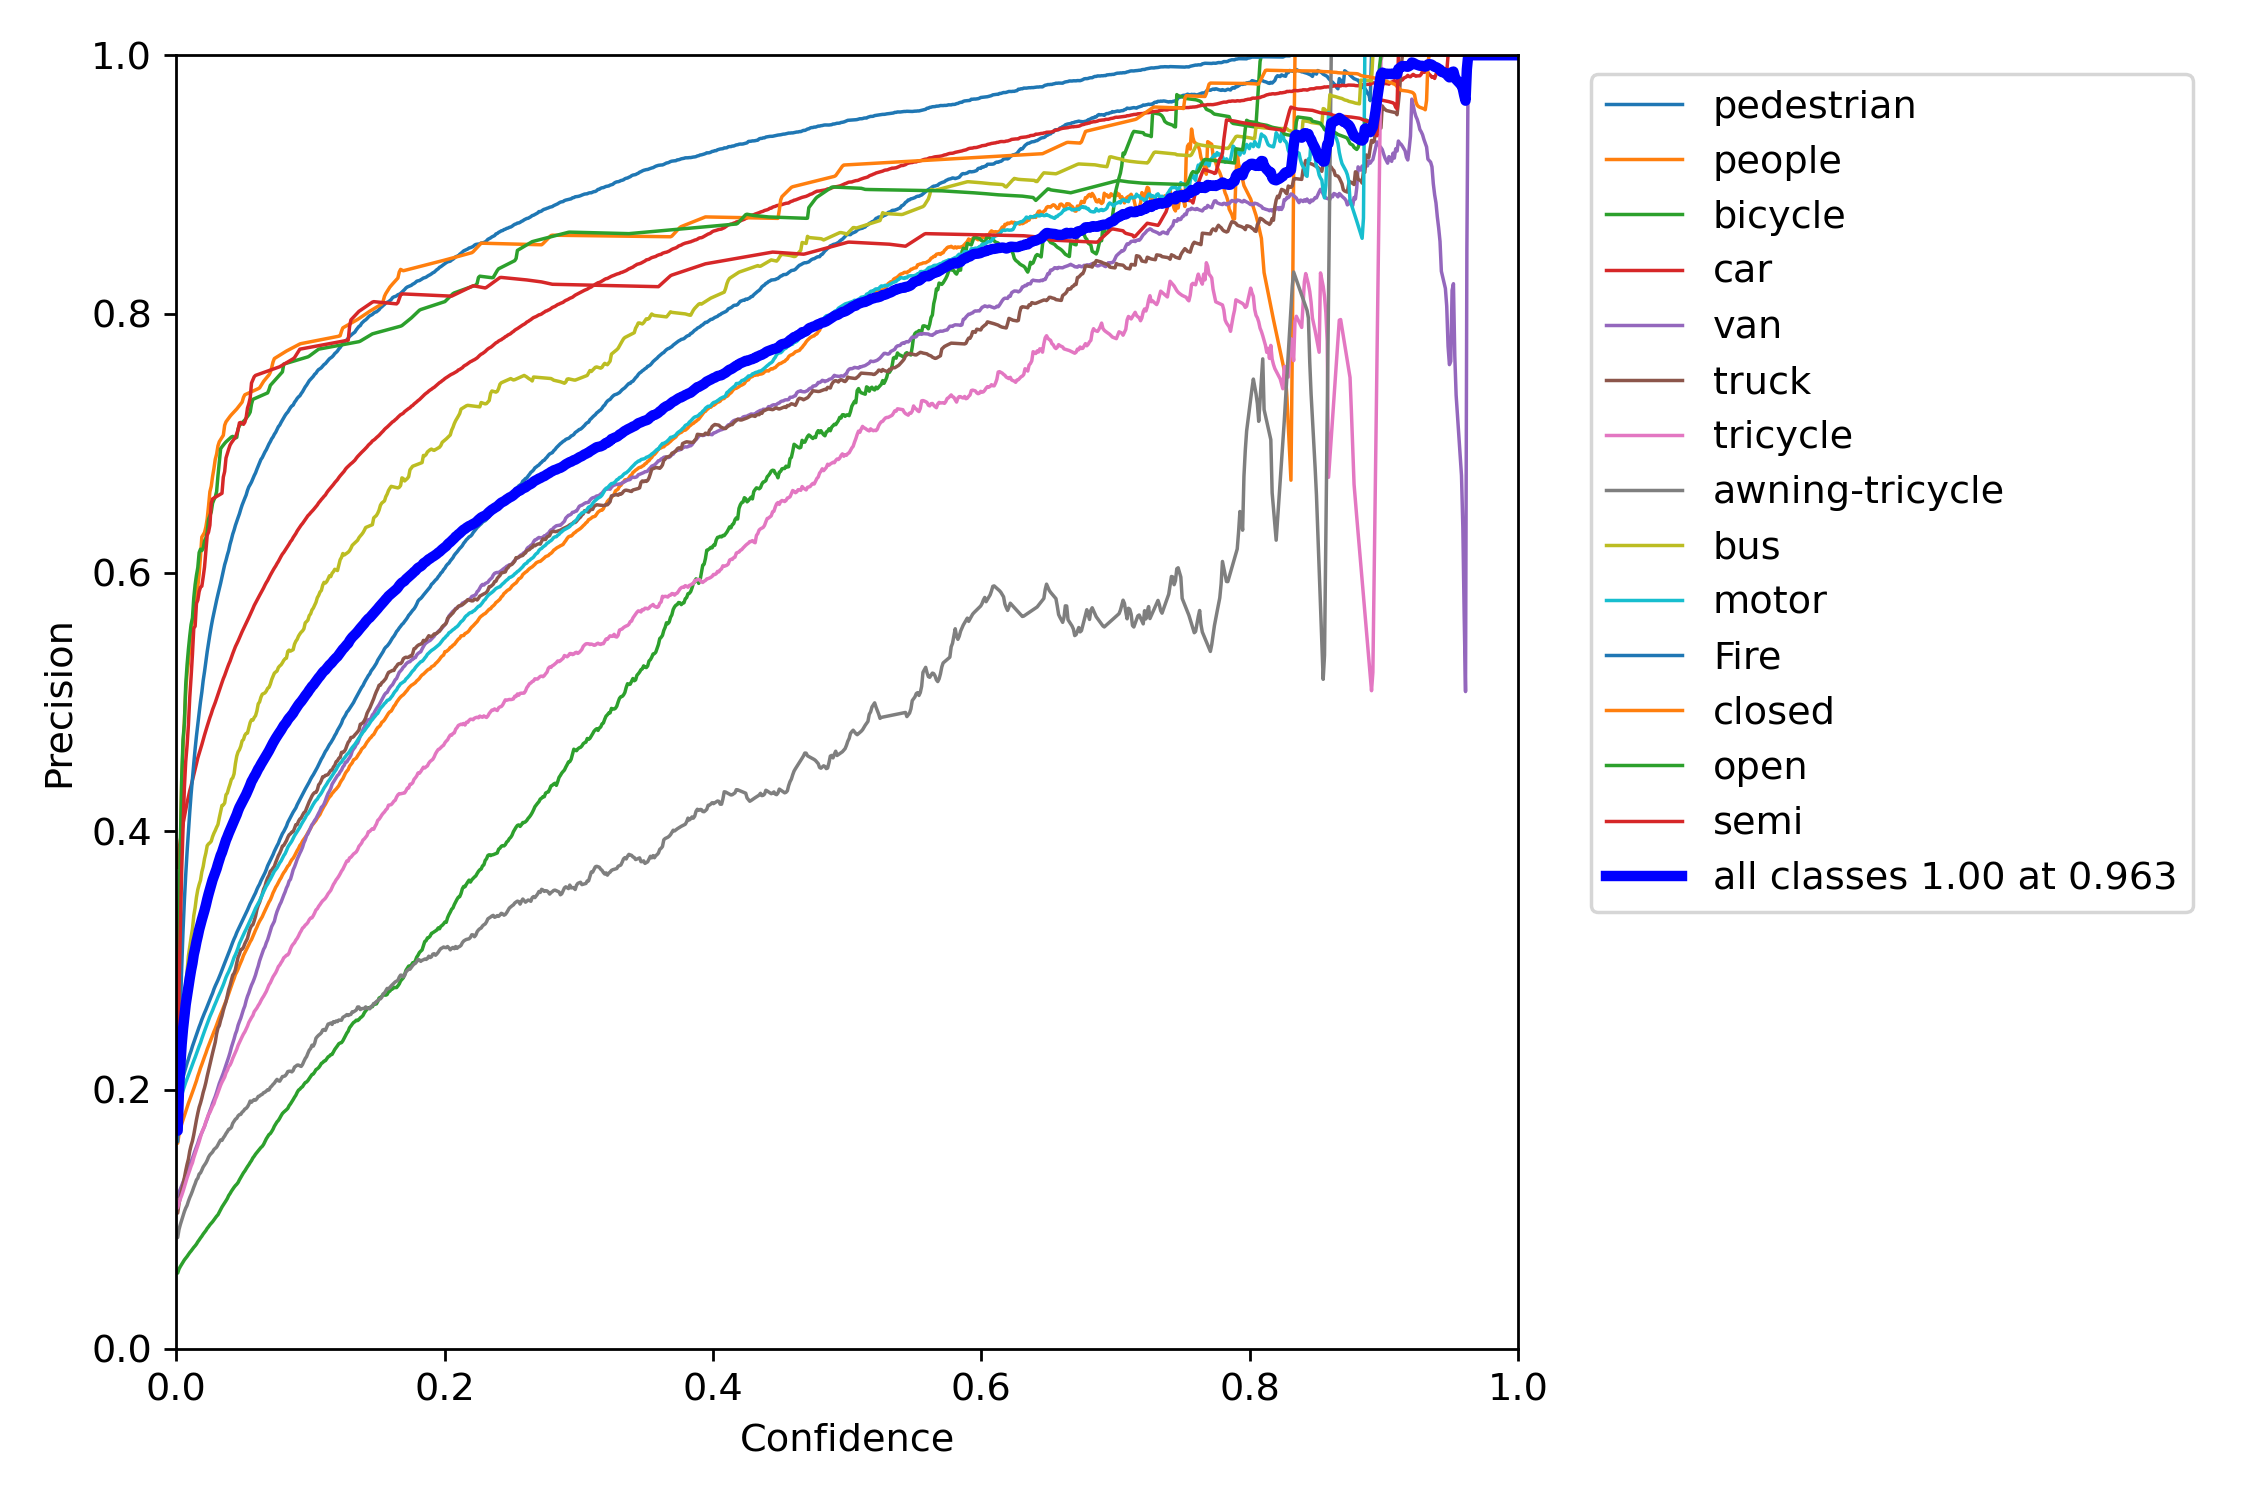 1.0
0.8
0.6
0.4
0.2
0.0
Precision
0.0 0.2 0.4 0.6 0.8 1.0
Confidence
pedestrian
people
bicycle
car
van
truck
tricycle
awning-tricycle
bus
motor
Fire
closed
open
semi
all classes 1.00 at 0.963